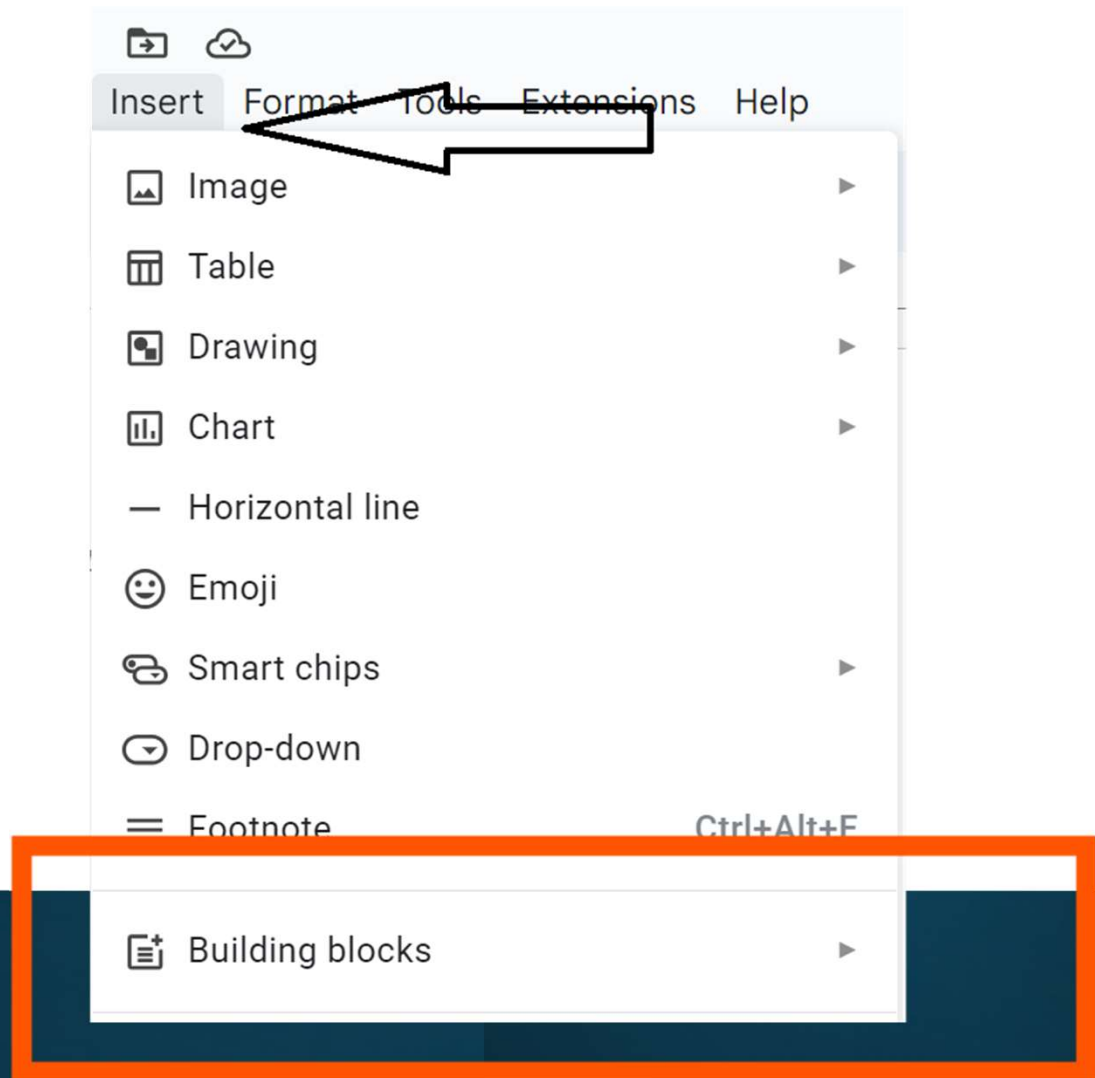 Insert Format Tools Extensions Help
Image
Table
Drawing
Chart
Horizontal line
Emoji
Smart chips
Drop-down
Footnote Ctrl+Alt+F
Building blocks